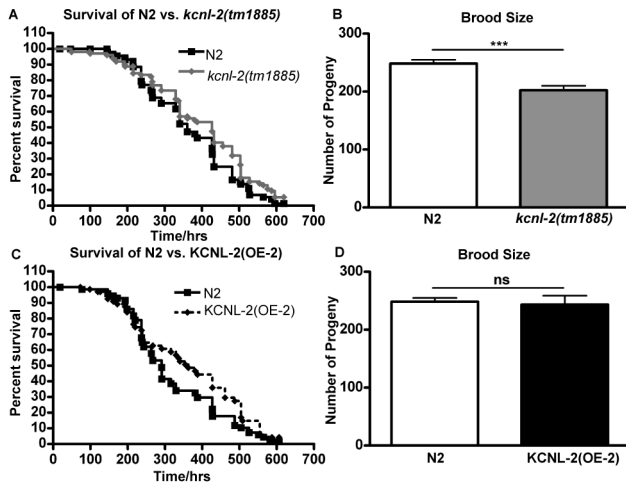 A
Survival of N2 vs. kcnl-2(tm1885)
Percent survival
110
100
90
80
70
60
50
40
30
20
10
0
N2
kcnl-2(tm1885)
0 100 200 300 400 500 600 700
Time/hrs
B
Brood Size
Number of Progeny
300
200
100
0
***
N2 kcnl-2(tm1885)
C
Survival of N2 vs. KCNL-2(OE-2)
Percent survival
110
100
90
80
70
60
50
40
30
20
10
0
N2
KCNL-2(OE-2)
0 100 200 300 400 500 600 700
Time/hrs
D
Brood Size
Number of Progeny
300
200
100
0
ns
N2 KCNL-2(OE-2)